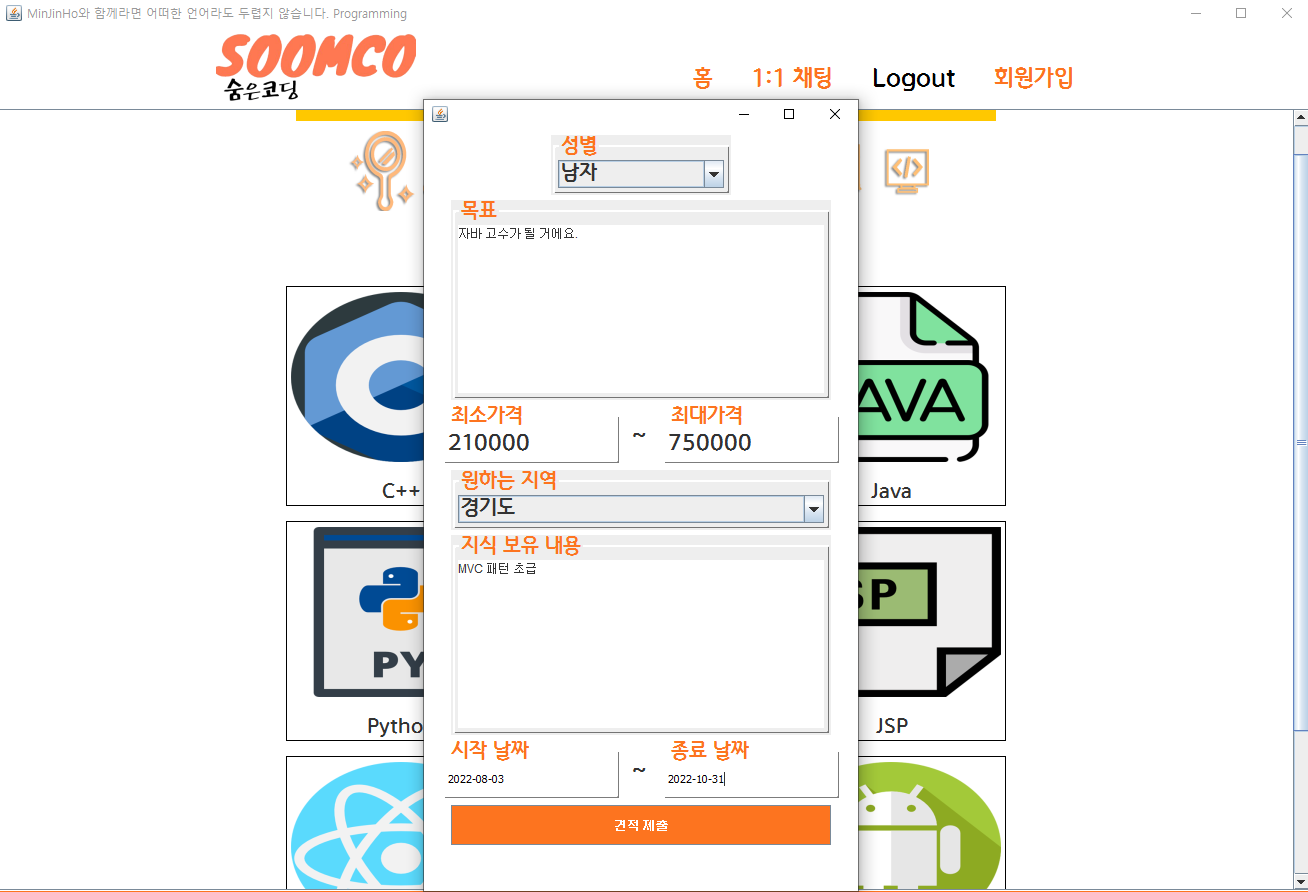 MinJinHo와 함께라면 어떠한 언어라도 두렵지 않습니다. Programming
SOOMCO
숨은코딩
홈 1:1 채팅 Logout 회원가입
성별
남자
목표
자바 고수가 될 거에요.
최소가격 최대가격
210000 ~ 750000
원하는 지역
경기도
지식 보유 내용
MVC 패턴 초급
시작 날짜 종료 날짜
2022-08-03 ~ 2022-10-31
견적 제출
</>
AVA
C++ Java
PY SP
Pytho JSP